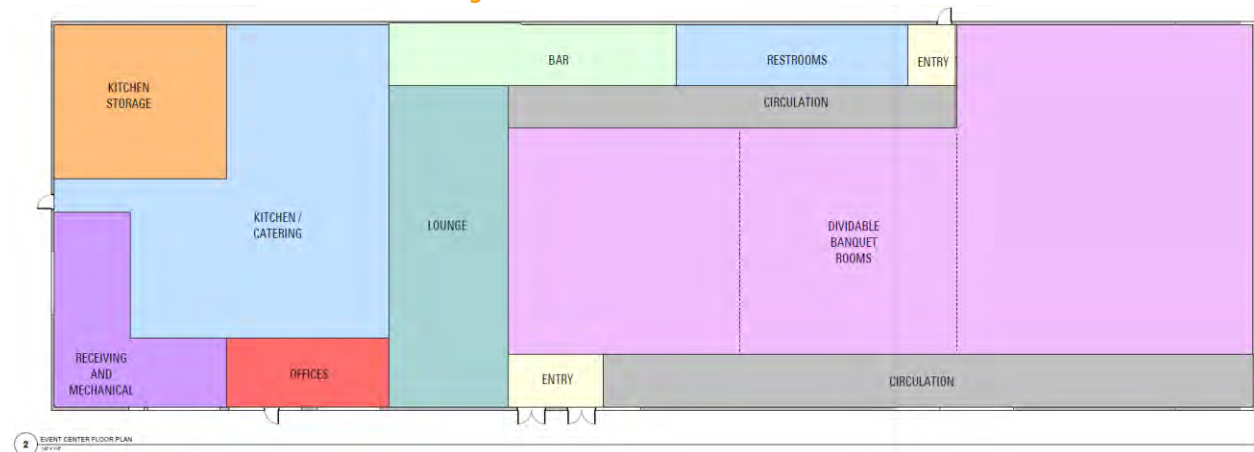 KITCHEN
STORAGE
BAR
RESTROOMS
ENTRY
CIRCULATION
KITCHEN /
CATERING
LOUNGE
DIVIDABLE
BANQUET
ROOMS
RECEIVING
AND
MECHANICAL
OFFICES
ENTRY
CIRCULATION
2
EVENT CENTER FLOOR PLAN